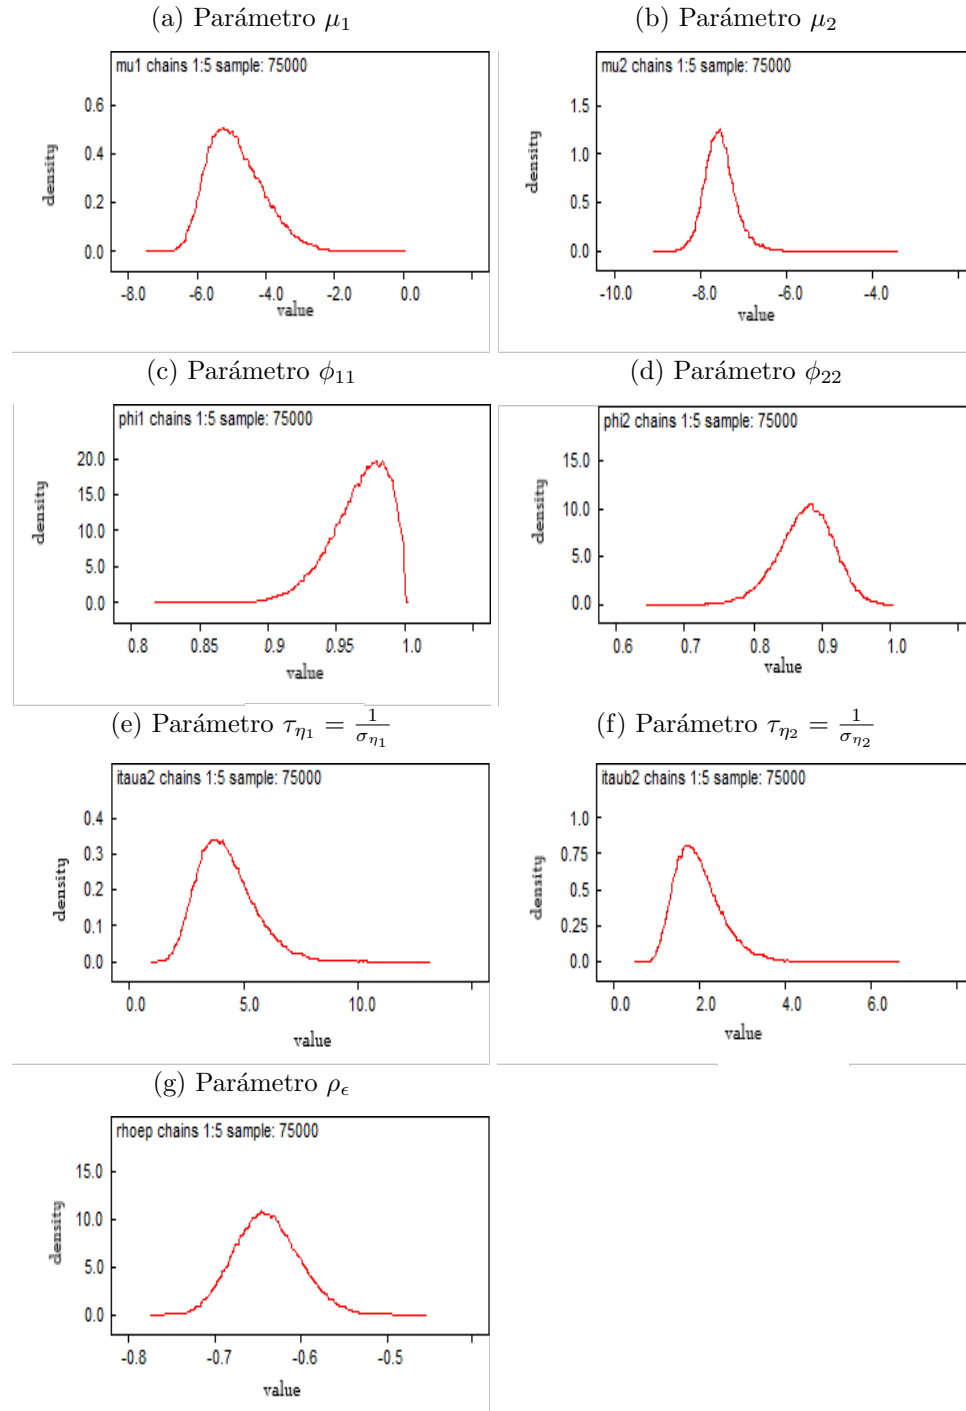 (a) Parámetro μ₁
mu1 chains 1:5 sample: 75000
density
0.6
0.4
0.2
0.0
-8.0 -6.0 -4.0 -2.0 0.0
value
(b) Parámetro μ₂
mu2 chains 1:5 sample: 75000
density
1.5
1.0
0.5
0.0
-10.0 -8.0 -6.0 -4.0
value
(c) Parámetro ϕ₁₁
phi1 chains 1:5 sample: 75000
density
20.0
15.0
10.0
5.0
0.0
0.8 0.85 0.9 0.95 1.0
value
(d) Parámetro ϕ₂₂
phi2 chains 1:5 sample: 75000
density
15.0
10.0
5.0
0.0
0.6 0.7 0.8 0.9 1.0
value
(e) Parámetro τ_{η₁} = 1/σ_{η₁}
itaua2 chains 1:5 sample: 75000
density
0.4
0.3
0.2
0.1
0.0
0.0 5.0 10.0
value
(f) Parámetro τ_{η₂} = 1/σ_{η₂}
itaub2 chains 1:5 sample: 75000
density
1.0
0.75
0.5
0.25
0.0
0.0 2.0 4.0 6.0
value
(g) Parámetro ρ_ϵ
rhoep chains 1:5 sample: 75000
density
15.0
10.0
5.0
0.0
-0.8 -0.7 -0.6 -0.5
value